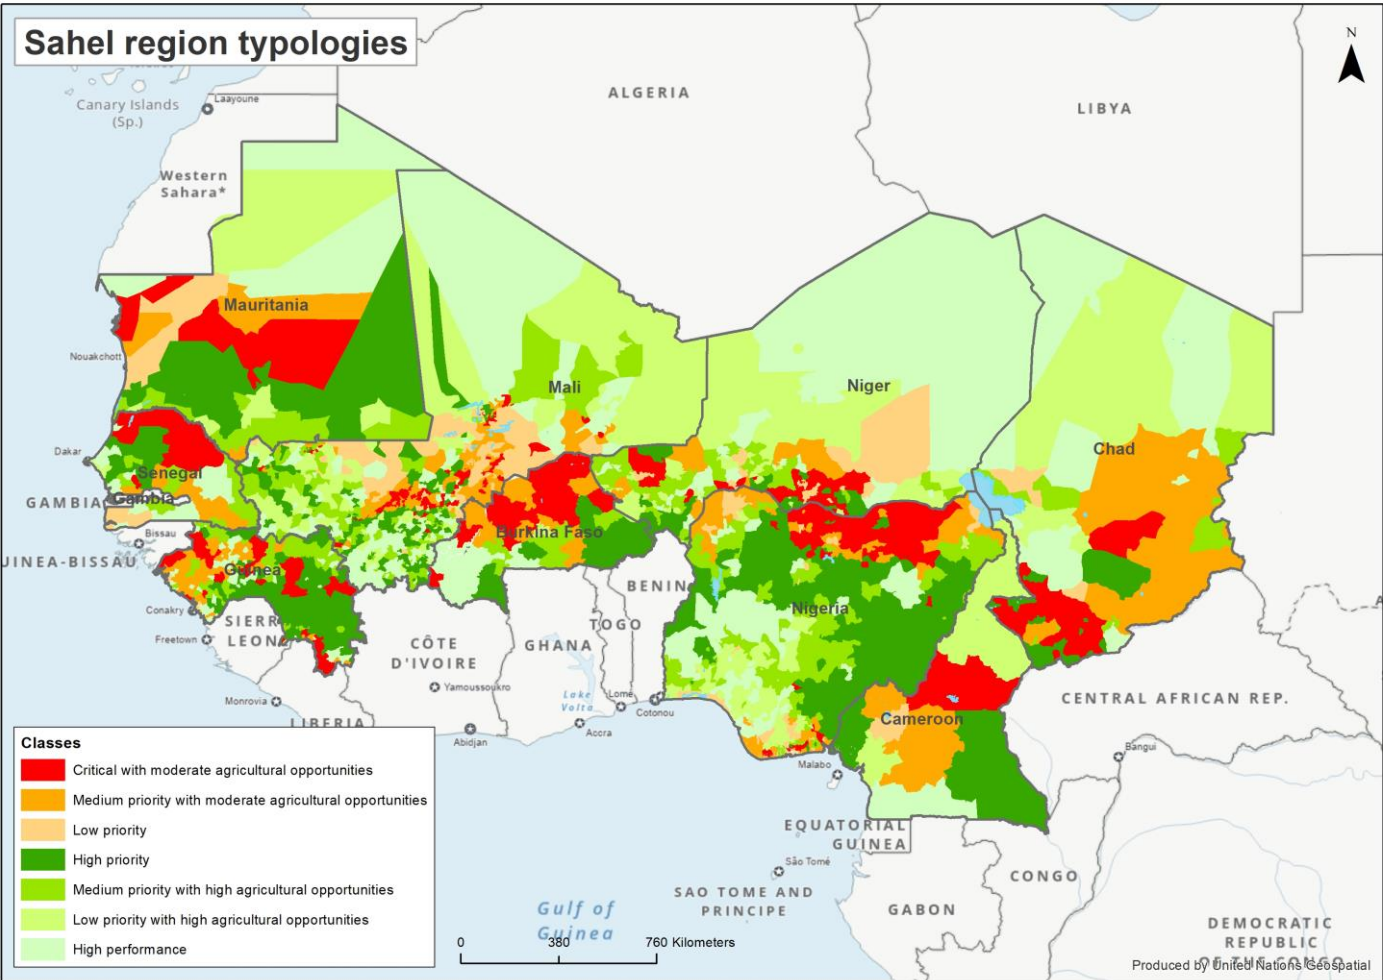 Sahel region typologies
N
Canary Islands
(Sp.)
Laayoune
ALGERIA
LIBYA
Western
Sahara*
Mauritania
Nouakchott
Mali
Niger
Chad
Dakar
Senegal
GAMBIA
Gambia
Burkina Faso
Bissau
UINEA-BISSAU
Guinea
BENIN
Nigeria
Conakry
SIERRA
LEONE
Freetown
CÔTE
D'IVOIRE
GHANA
TOGO
Yamoussoukro
Lake
Volta
Lome
Cotonou
CENTRAL AFRICAN REP.
Monrovia
LIBERIA
Abidjan
Accra
Cameroon
Bangui
Malabo
EQUATORIAL
GUINEA
São Tomé
SAO TOME AND
PRINCIPE
CONGO
GABON
Gulf of
Guinea
DEMOCRATIC
REPUBLIC
OF THE CONGO
Classes
Critical with moderate agricultural opportunities
Medium priority with moderate agricultural opportunities
Low priority
High priority
Medium priority with high agricultural opportunities
Low priority with high agricultural opportunities
High performance
0 380 760 Kilometers
Produced by United Nations Geospatial